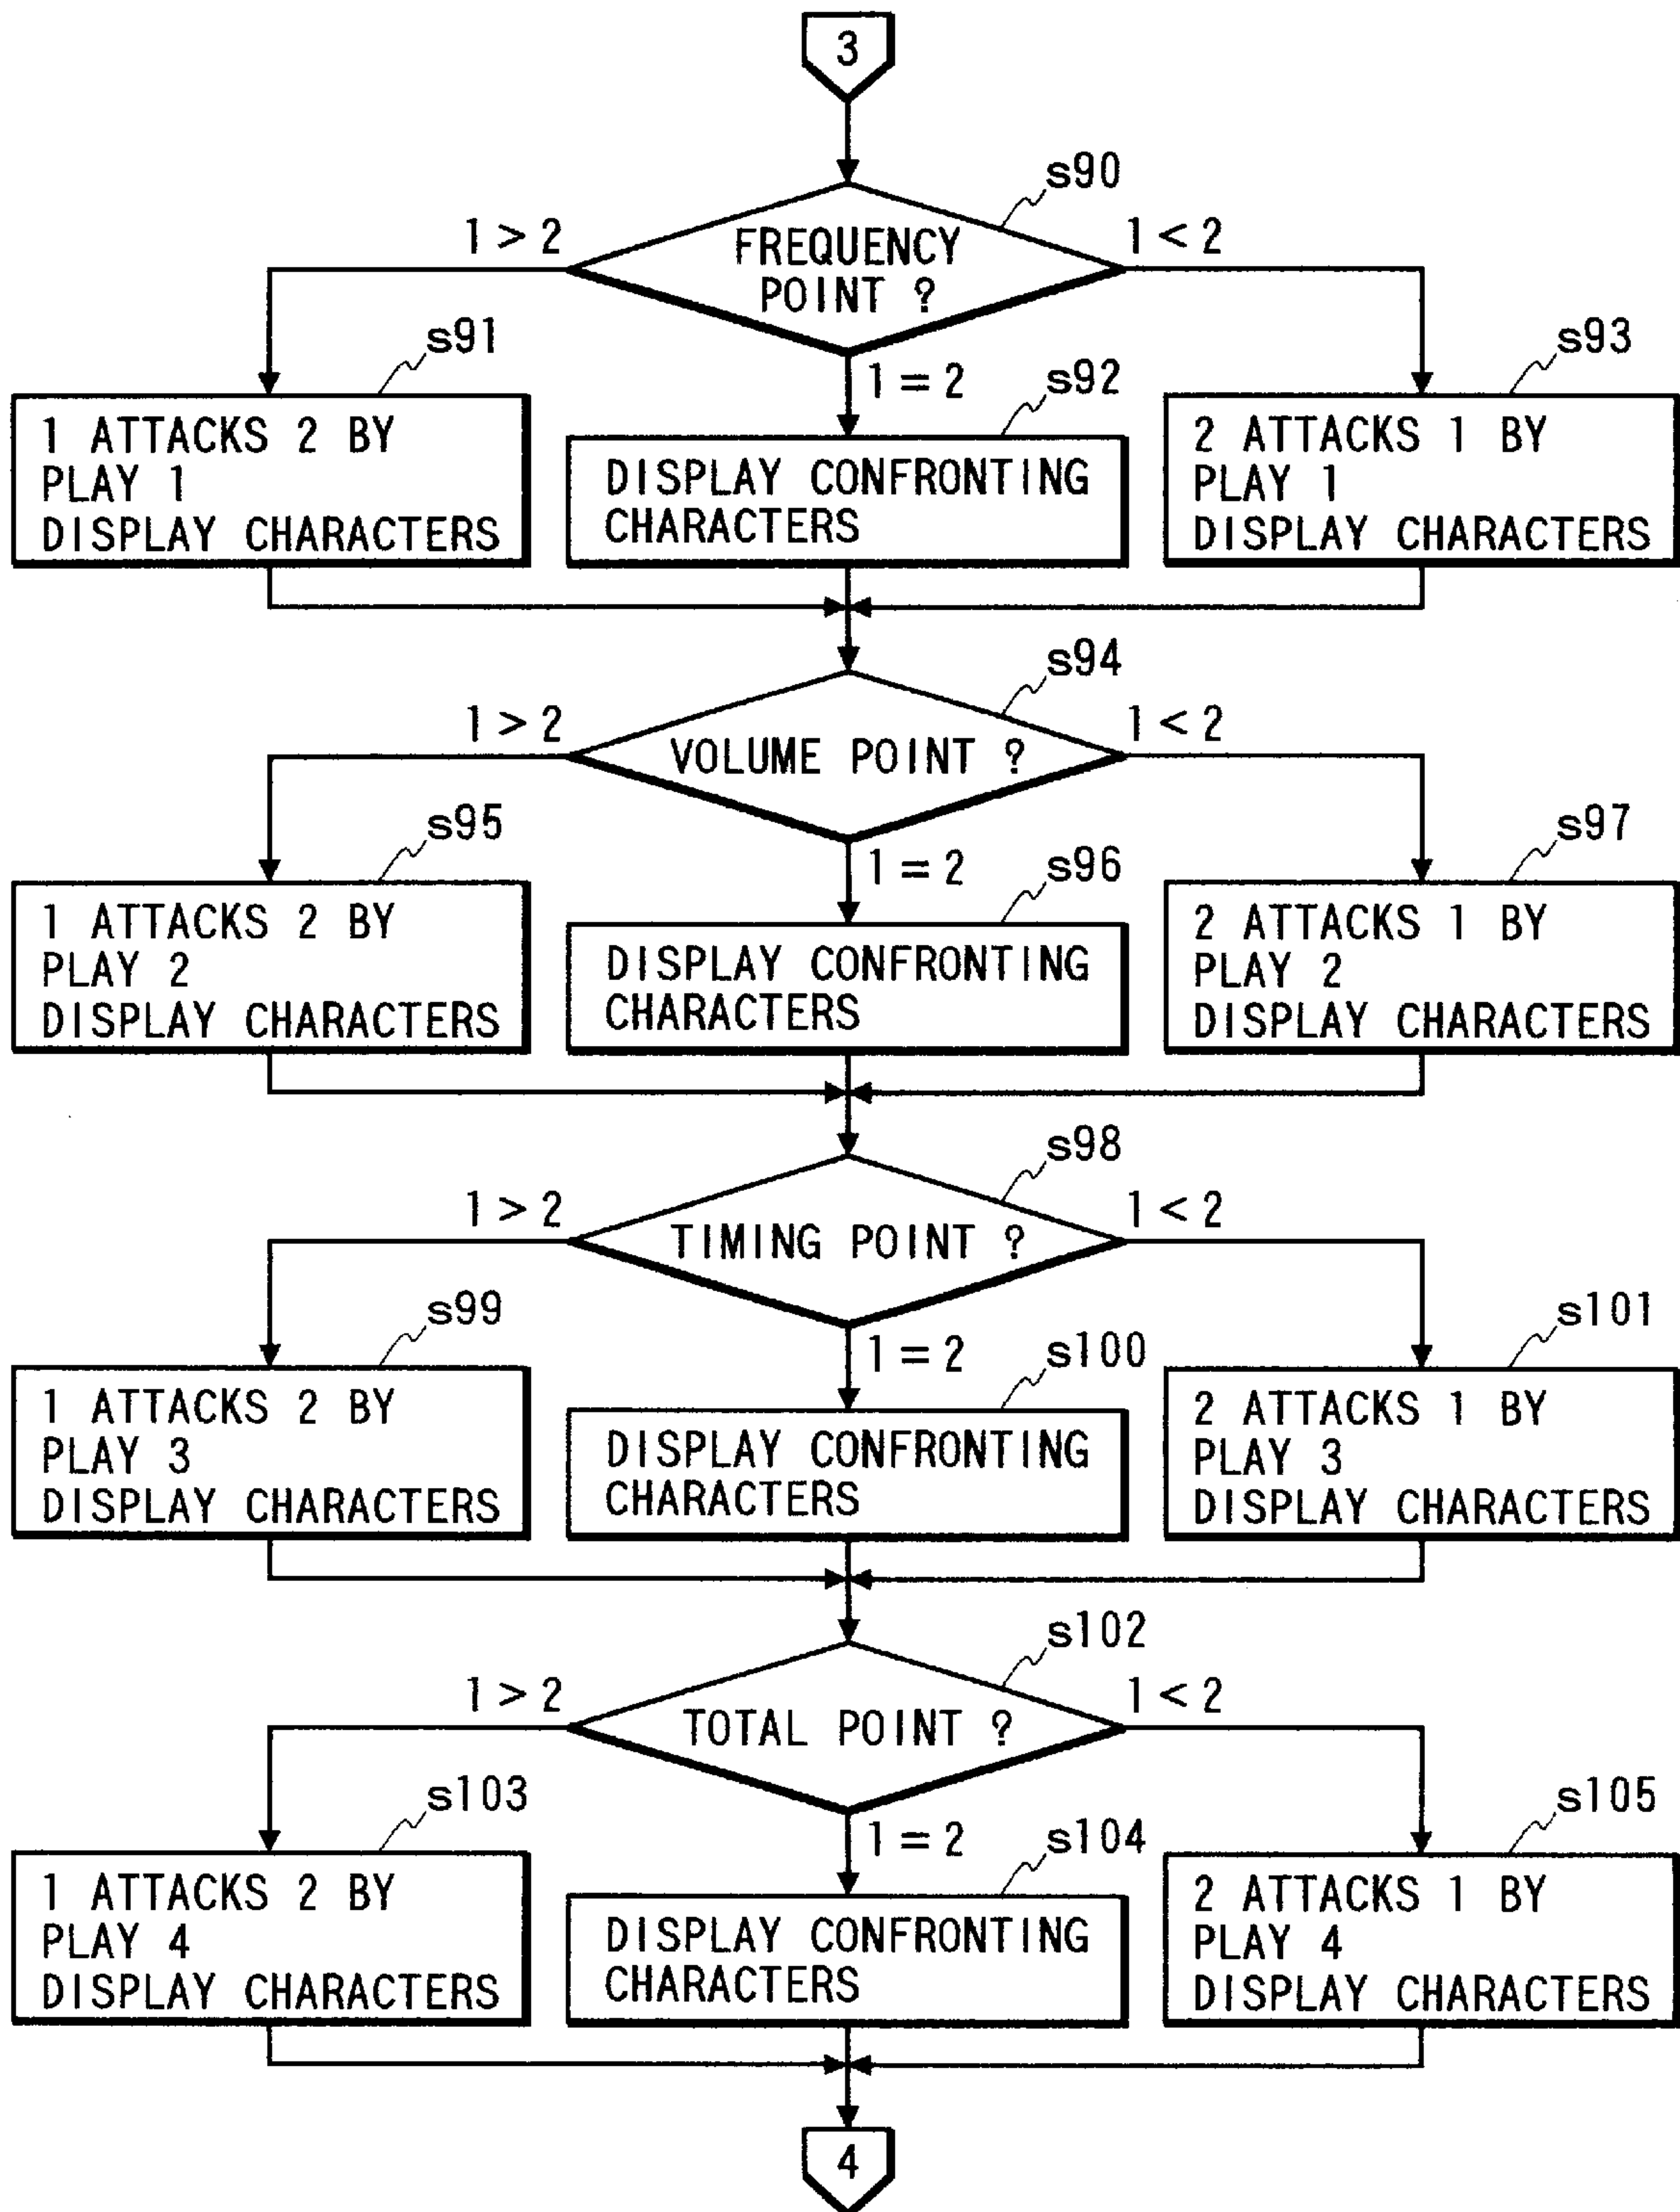 3
s90
1 > 2
1 < 2
FREQUENCY
POINT ?
s91
1 = 2
s92
s93
1 ATTACKS 2 BY
PLAY 1
DISPLAY CHARACTERS
DISPLAY CONFRONTING
CHARACTERS
2 ATTACKS 1 BY
PLAY 1
DISPLAY CHARACTERS
s94
1 > 2
1 < 2
VOLUME POINT ?
s95
1 = 2
s96
s97
1 ATTACKS 2 BY
PLAY 2
DISPLAY CHARACTERS
DISPLAY CONFRONTING
CHARACTERS
2 ATTACKS 1 BY
PLAY 2
DISPLAY CHARACTERS
s98
1 > 2
1 < 2
TIMING POINT ?
s99
1 = 2
s100
s101
1 ATTACKS 2 BY
PLAY 3
DISPLAY CHARACTERS
DISPLAY CONFRONTING
CHARACTERS
2 ATTACKS 1 BY
PLAY 3
DISPLAY CHARACTERS
s102
1 > 2
1 < 2
TOTAL POINT ?
s103
1 = 2
s104
s105
1 ATTACKS 2 BY
PLAY 4
DISPLAY CHARACTERS
DISPLAY CONFRONTING
CHARACTERS
2 ATTACKS 1 BY
PLAY 4
DISPLAY CHARACTERS
4